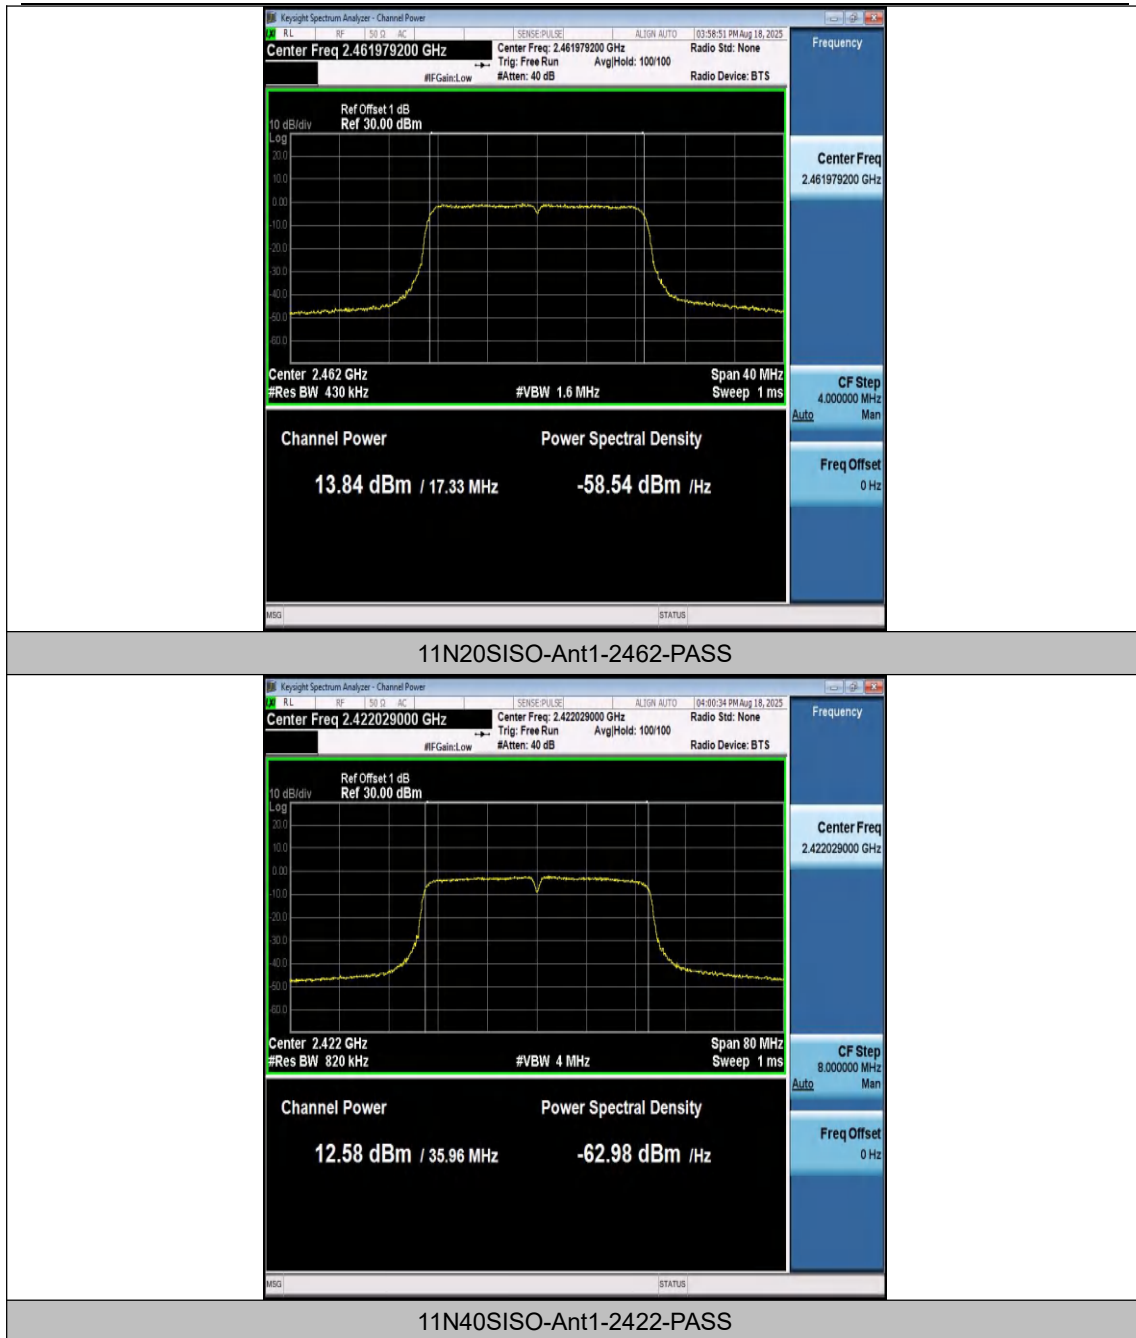 Keysight Spectrum Analyzer - Channel Power
RL RF 50 Ω AC SENSE:PULSE ALIGN AUTO 03:58:51 PM Aug 18, 2025
Center Freq 2.461979200 GHz Center Freq: 2.461979200 GHz Radio Std: None Frequency
Trig: Free Run Avg|Hold: 100/100
#IFGain:Low #Atten: 40 dB Radio Device: BTS
Ref Offset 1 dB
10 dB/div Ref 30.00 dBm
Log
20.0
10.0
0.00
-10.0
-20.0
-30.0
-40.0
-50.0
-60.0
Center Freq
2.461979200 GHz
Center 2.462 GHz Span 40 MHz
#Res BW 430 kHz #VBW 1.6 MHz Sweep 1 ms
CF Step
4.000000 MHz
Auto Man
Channel Power Power Spectral Density
13.84 dBm / 17.33 MHz -58.54 dBm /Hz
Freq Offset
0 Hz
MSG STATUS
11N20SISO-Ant1-2462-PASS
Keysight Spectrum Analyzer - Channel Power
RL RF 50 Ω AC SENSE:PULSE ALIGN AUTO 04:00:34 PM Aug 18, 2025
Center Freq 2.422029000 GHz Center Freq: 2.422029000 GHz Radio Std: None Frequency
Trig: Free Run Avg|Hold: 100/100
#IFGain:Low #Atten: 40 dB Radio Device: BTS
Ref Offset 1 dB
10 dB/div Ref 30.00 dBm
Log
20.0
10.0
0.00
-10.0
-20.0
-30.0
-40.0
-50.0
-60.0
Center Freq
2.422029000 GHz
Center 2.422 GHz Span 80 MHz
#Res BW 820 kHz #VBW 4 MHz Sweep 1 ms
CF Step
8.000000 MHz
Auto Man
Channel Power Power Spectral Density
12.58 dBm / 35.96 MHz -62.98 dBm /Hz
Freq Offset
0 Hz
MSG STATUS
11N40SISO-Ant1-2422-PASS